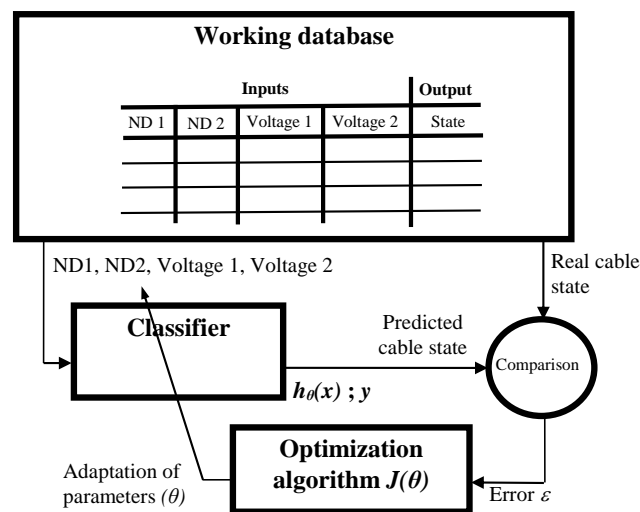 Working database
Inputs Output
ND 1 ND 2 Voltage 1 Voltage 2 State
ND1, ND2, Voltage 1, Voltage 2
Real cable
state
Classifier
Predicted
cable state
Comparison
hθ(x) ; y
Optimization
algorithm J(θ)
Adaptation of
parameters (θ)
Error ε